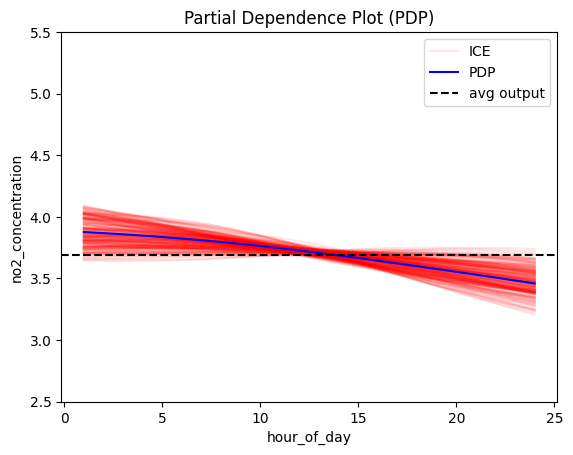 Partial Dependence Plot (PDP)
ICE
PDP
avg output
no2_concentration
5.5
5.0
4.5
4.0
3.5
3.0
2.5
0
5
10
15
20
25
hour_of_day